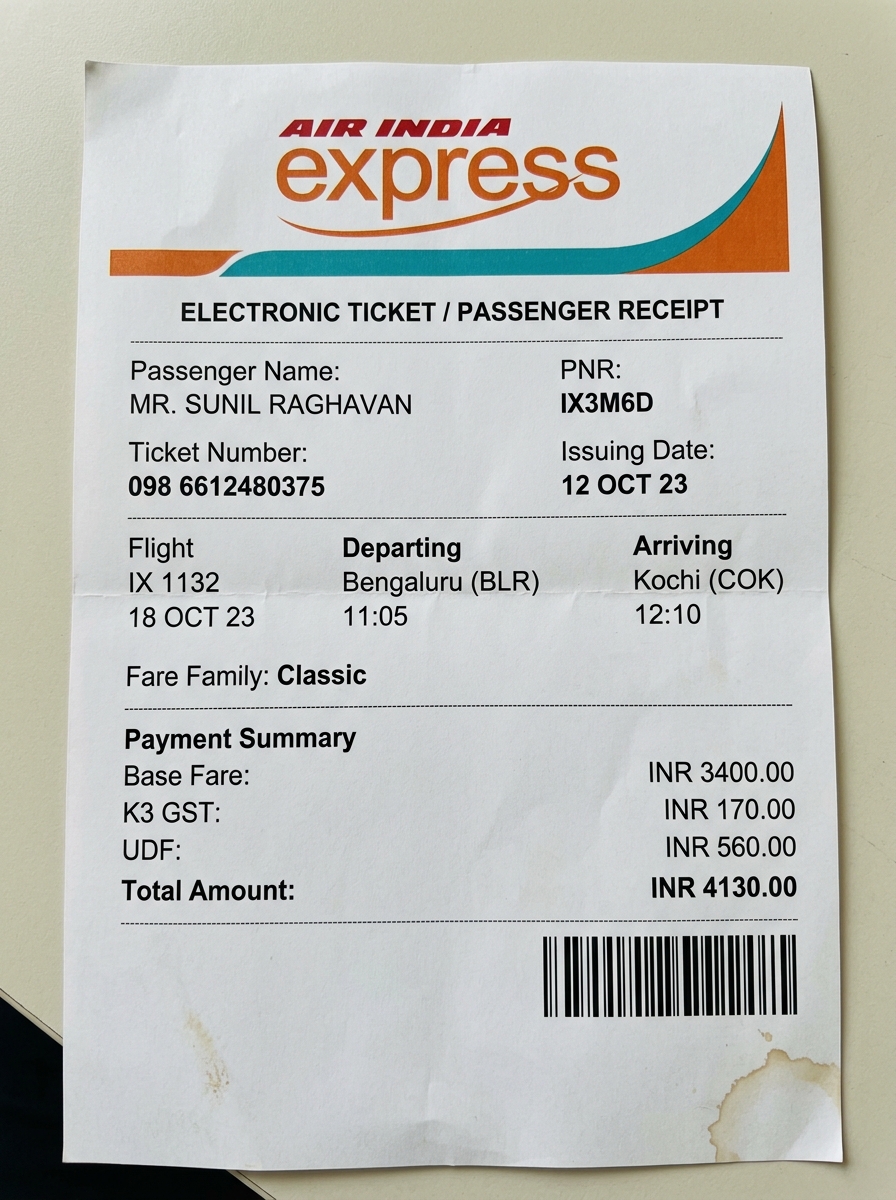 AIR INDIA
express
ELECTRONIC TICKET / PASSENGER RECEIPT
Passenger Name: PNR:
MR. SUNIL RAGHAVAN IX3M6D
Ticket Number: Issuing Date:
098 6612480375 12 OCT 23
Flight Departing Arriving
IX 1132 Bengaluru (BLR) Kochi (COK)
18 OCT 23 11:05 12:10
Fare Family: Classic
Payment Summary
Base Fare: INR 3400.00
K3 GST: INR 170.00
UDF: INR 560.00
Total Amount: INR 4130.00